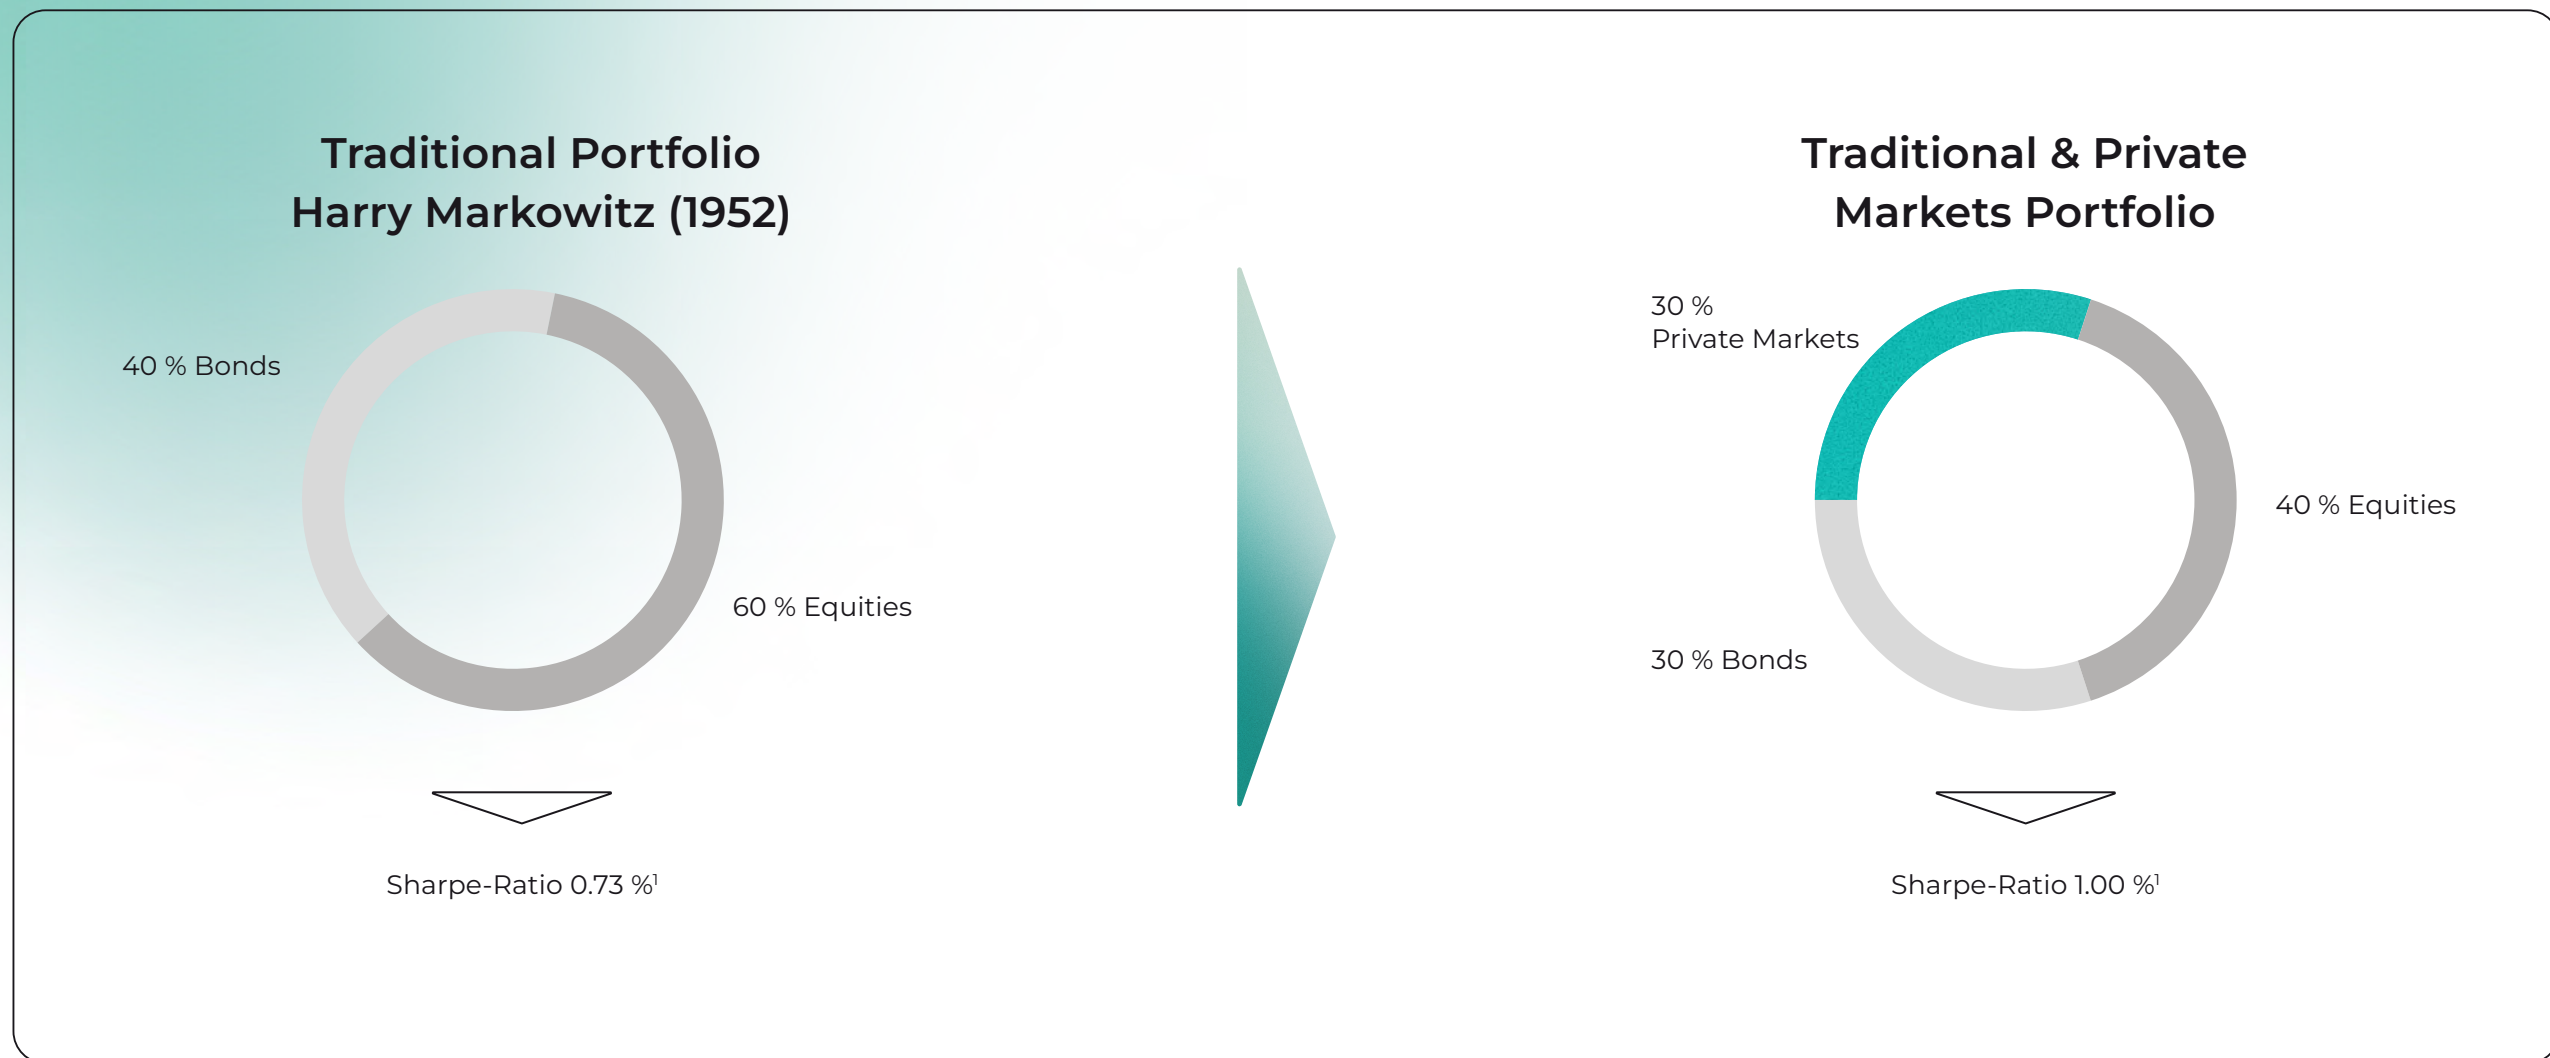 Traditional Portfolio
Harry Markowitz (1952)
40 % Bonds
60 % Equities
Sharpe-Ratio 0.73 %¹
Traditional & Private
Markets Portfolio
30 %
Private Markets
40 % Equities
30 % Bonds
Sharpe-Ratio 1.00 %¹